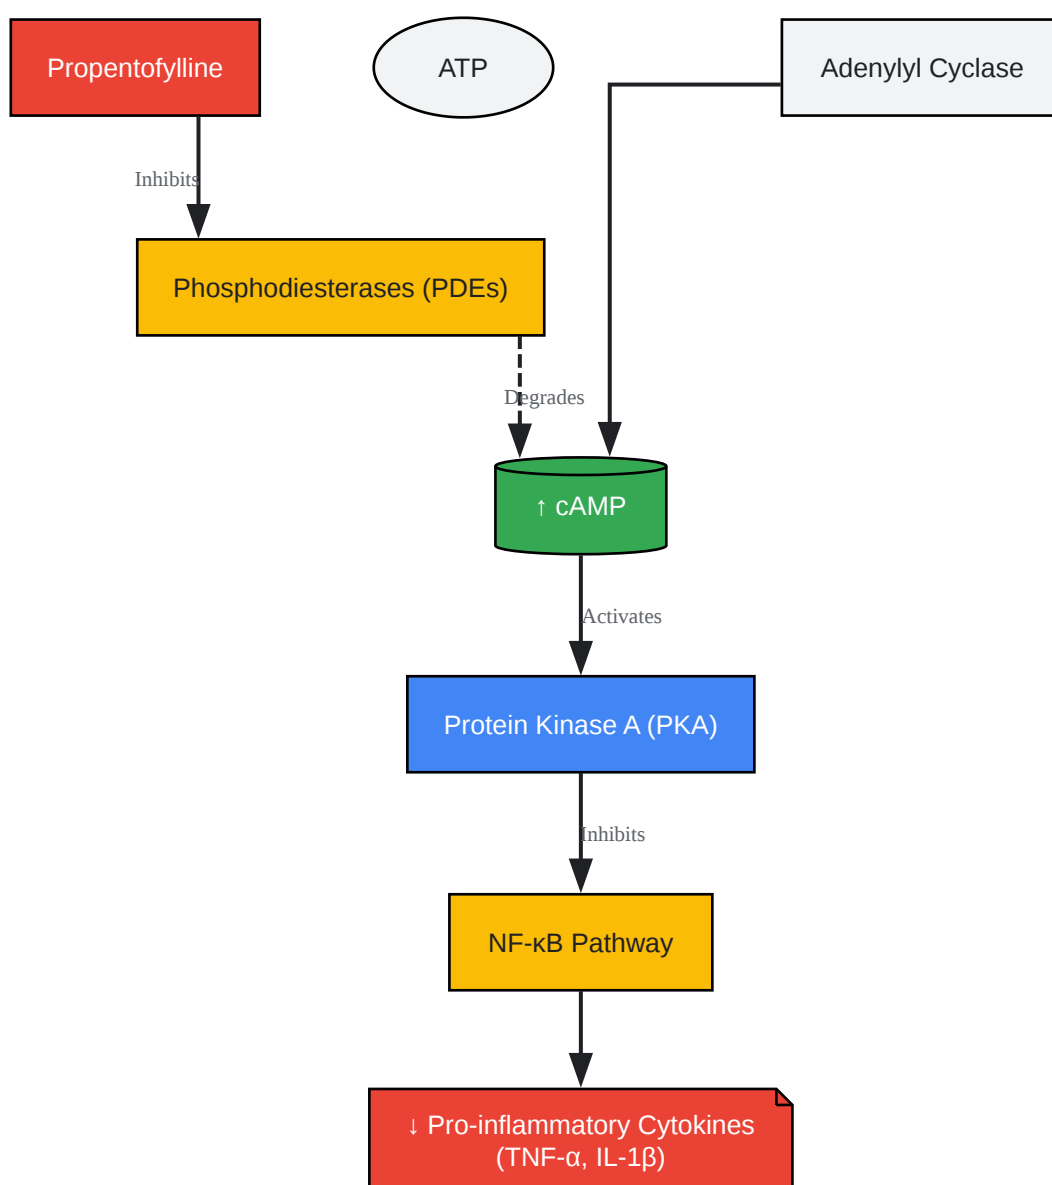 Propentofylline
ATP
Adenylyl Cyclase
Inhibits
Phosphodiesterases (PDEs)
Degrades
↑ cAMP
Activates
Protein Kinase A (PKA)
Inhibits
NF-κB Pathway
↓ Pro-inflammatory Cytokines
(TNF-α, IL-1β)